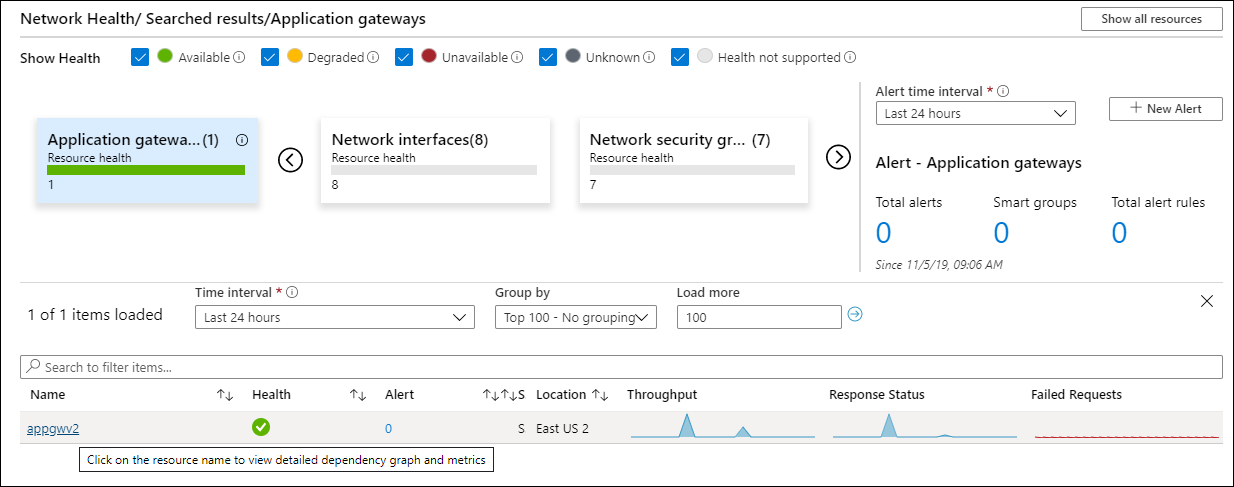 Network Health/ Searched results/Application gateways
Show all resources
Show Health
Available
Degraded
Unavailable
Unknown
Health not supported
Application gatewa... (1)
Resource health
1
Network interfaces(8)
Resource health
8
Network security gr... (7)
Resource health
7
Alert time interval *
Last 24 hours
+ New Alert
Alert - Application gateways
Total alerts Smart groups Total alert rules
0 0 0
Since 11/5/19, 09:06 AM
1 of 1 items loaded
Time interval *
Last 24 hours
Group by
Top 100 - No grouping
Load more
100
Search to filter items...
Name Health Alert S Location Throughput Response Status Failed Requests
appgwv2 0 S East US 2
Click on the resource name to view detailed dependency graph and metrics